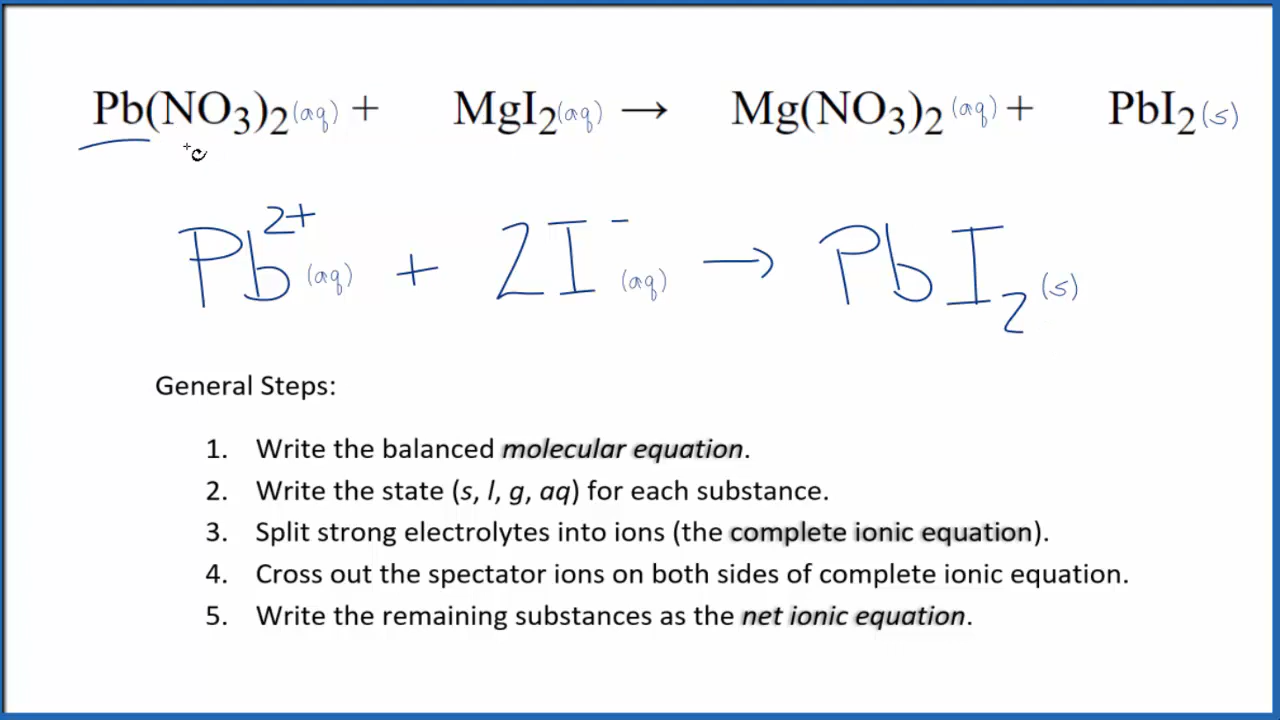 Pb(NO3)2(aq) + MgI2(aq) → Mg(NO3)2(aq) + PbI2(s)
Pb2+(aq) + 2I-(aq) → PbI2(s)
General Steps:
1. Write the balanced molecular equation.
2. Write the state (s, l, g, aq) for each substance.
3. Split strong electrolytes into ions (the complete ionic equation).
4. Cross out the spectator ions on both sides of complete ionic equation.
5. Write the remaining substances as the net ionic equation.